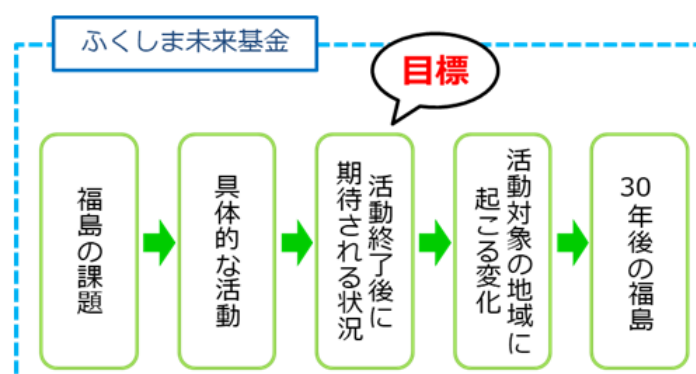 ふくしま未来基金
目標
福島の課題
具体的な活動
活動終了後に
期待される状況
活動対象の地域に
起こる変化
30年後の福島